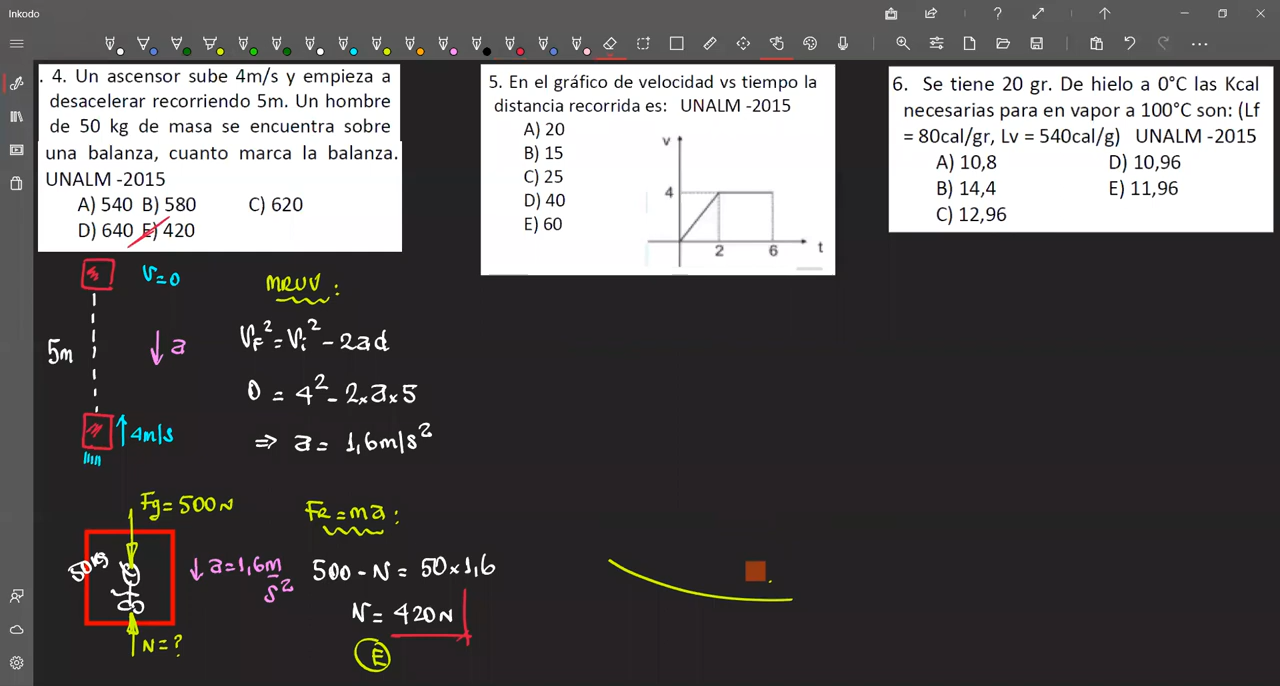 Inkodo
. 4. Un ascensor sube 4m/s y empieza a
desacelerar recorriendo 5m. Un hombre
de 50 kg de masa se encuentra sobre
una balanza, cuanto marca la balanza.
UNALM -2015
A) 540 B) 580 C) 620
D) 640 E) 420
5. En el gráfico de velocidad vs tiempo la
distancia recorrida es: UNALM -2015
A) 20
B) 15
C) 25
D) 40
E) 60
v
4
2 6 t
6. Se tiene 20 gr. De hielo a 0°C las Kcal
necesarias para en vapor a 100°C son: (Lf
= 80cal/gr, Lv = 540cal/g) UNALM -2015
A) 10,8 D) 10,96
B) 14,4 E) 11,96
C) 12,96
V=0
5m
↓ a
↑ 4m/s
MRUV :
VF² = Vi² - 2ad
0 = 4² - 2×a×5
⇒ a = 1,6m/s²
Fg = 500N
50kg
↓ a=1,6m/s²
N = ?
FR = ma :
500 - N = 50×1,6
N = 420N
E